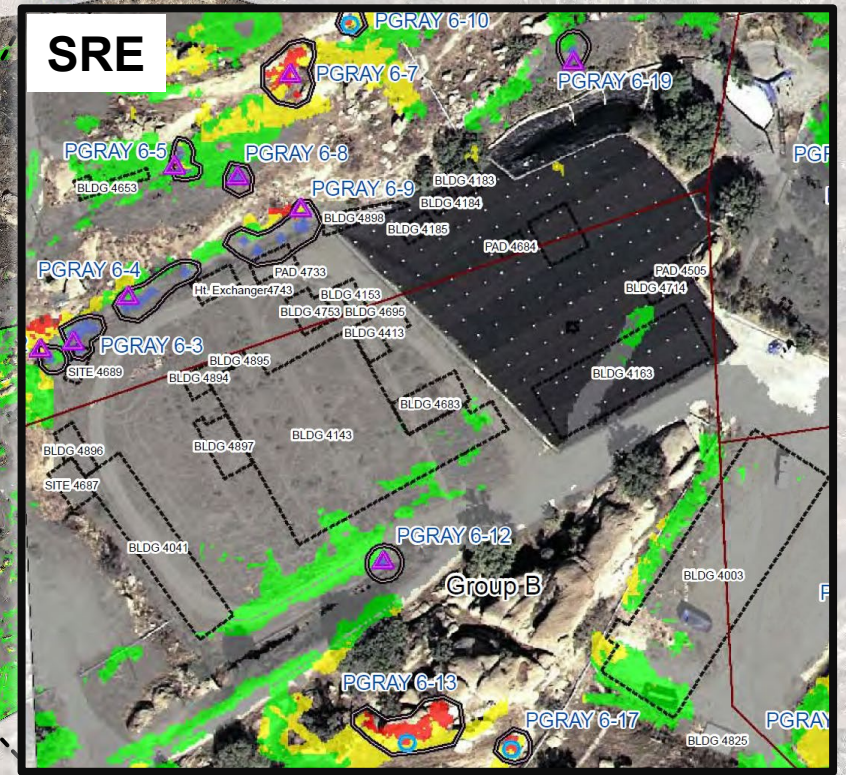 SRE
PGRAY 6-10
PGRAY 6-7
PGRAY 6-19
PGRAY 6-5
PGRAY 6-8
BLDG 4653
BLDG 4183
PGRAY 6-9
BLDG 4184
BLDG 4898
BLDG 4185
PAD 4684
PGRAY 6-4
PAD 4733
PAD 4505
Ht. Exchanger4743
BLDG 4714
BLDG 4153
BLDG 4753
BLDG 4695
BLDG 4413
PGRAY 6-3
BLDG 4895
SITE 4689
BLDG 4894
BLDG 4163
BLDG 4683
BLDG 4143
BLDG 4896
BLDG 4897
SITE 4687
BLDG 4041
PGRAY 6-12
BLDG 4003
Group B
PGRAY 6-13
PGRAY 6-17
PGRAY
BLDG 4825